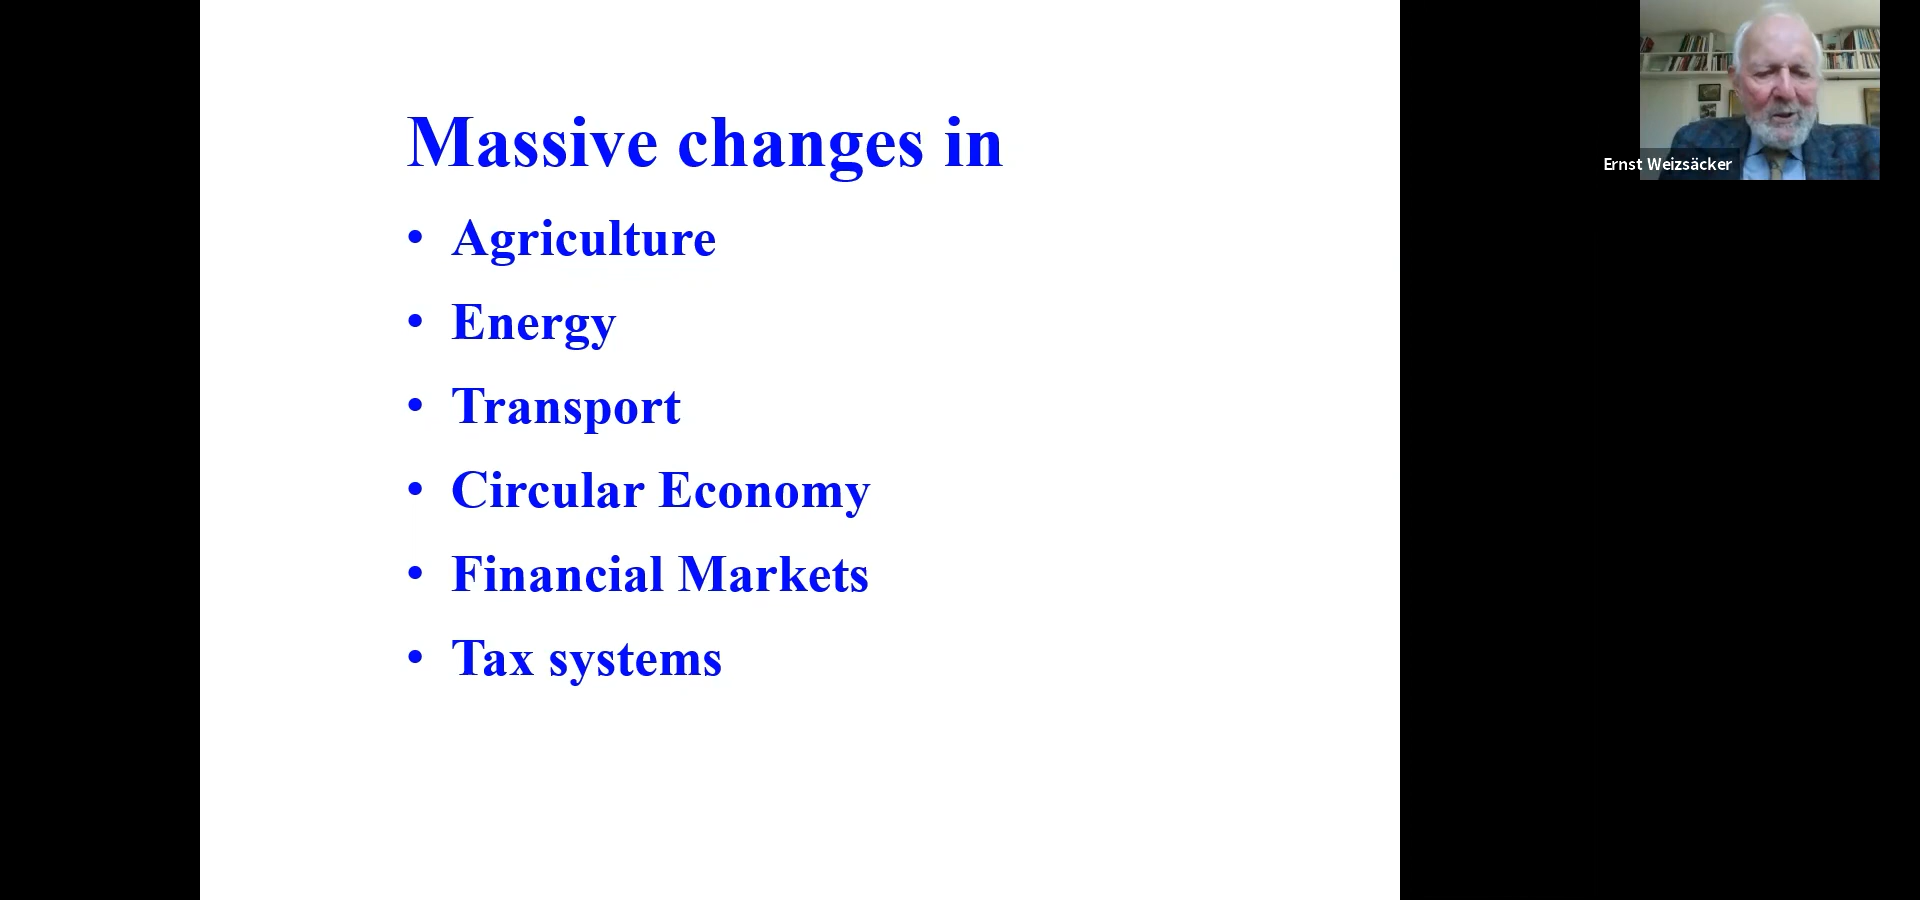 Massive changes in
• Agriculture
• Energy
• Transport
• Circular Economy
• Financial Markets
• Tax systems
Ernst Weizsäcker